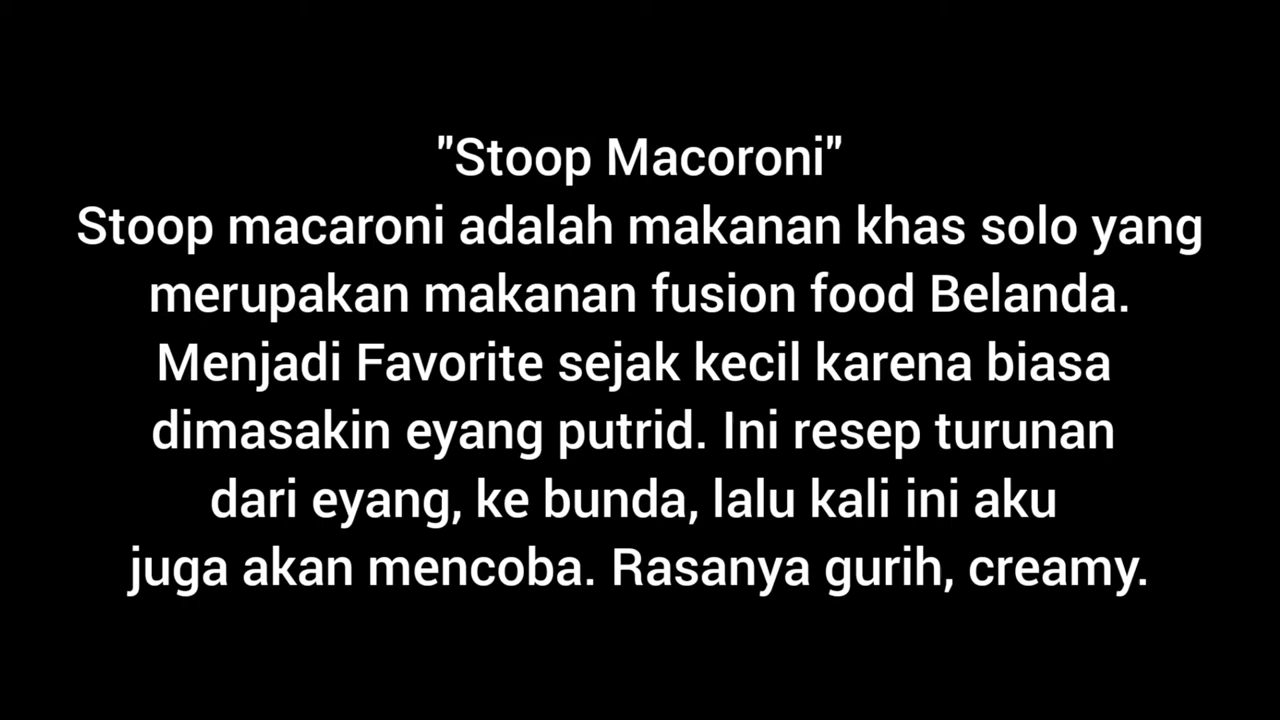 "Stoop Macoroni"
Stoop macaroni adalah makanan khas solo yang
merupakan makanan fusion food Belanda.
Menjadi Favorite sejak kecil karena biasa
dimasakin eyang putrid. Ini resep turunan
dari eyang, ke bunda, lalu kali ini aku
juga akan mencoba. Rasanya gurih, creamy.